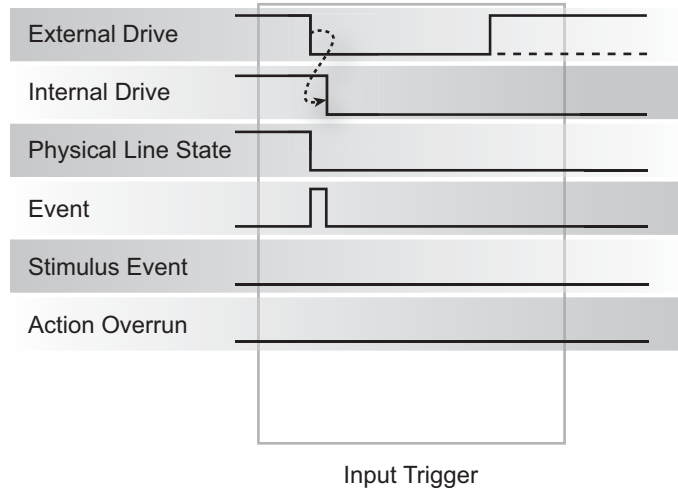 External Drive
Internal Drive
Physical Line State
Event
Stimulus Event
Action Overrun
Input Trigger